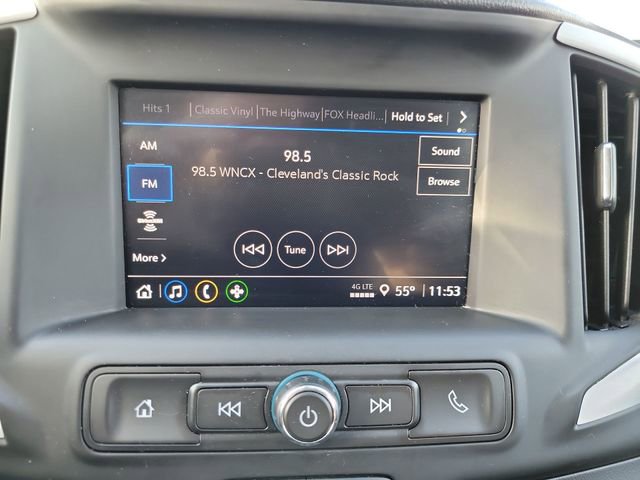 Hits 1 Classic Vinyl The Highway FOX Headli... Hold to Set
AM
98.5
Sound
98.5 WNCX - Cleveland's Classic Rock
FM
Browse
Tune
More
4G LTE 55° 11:53